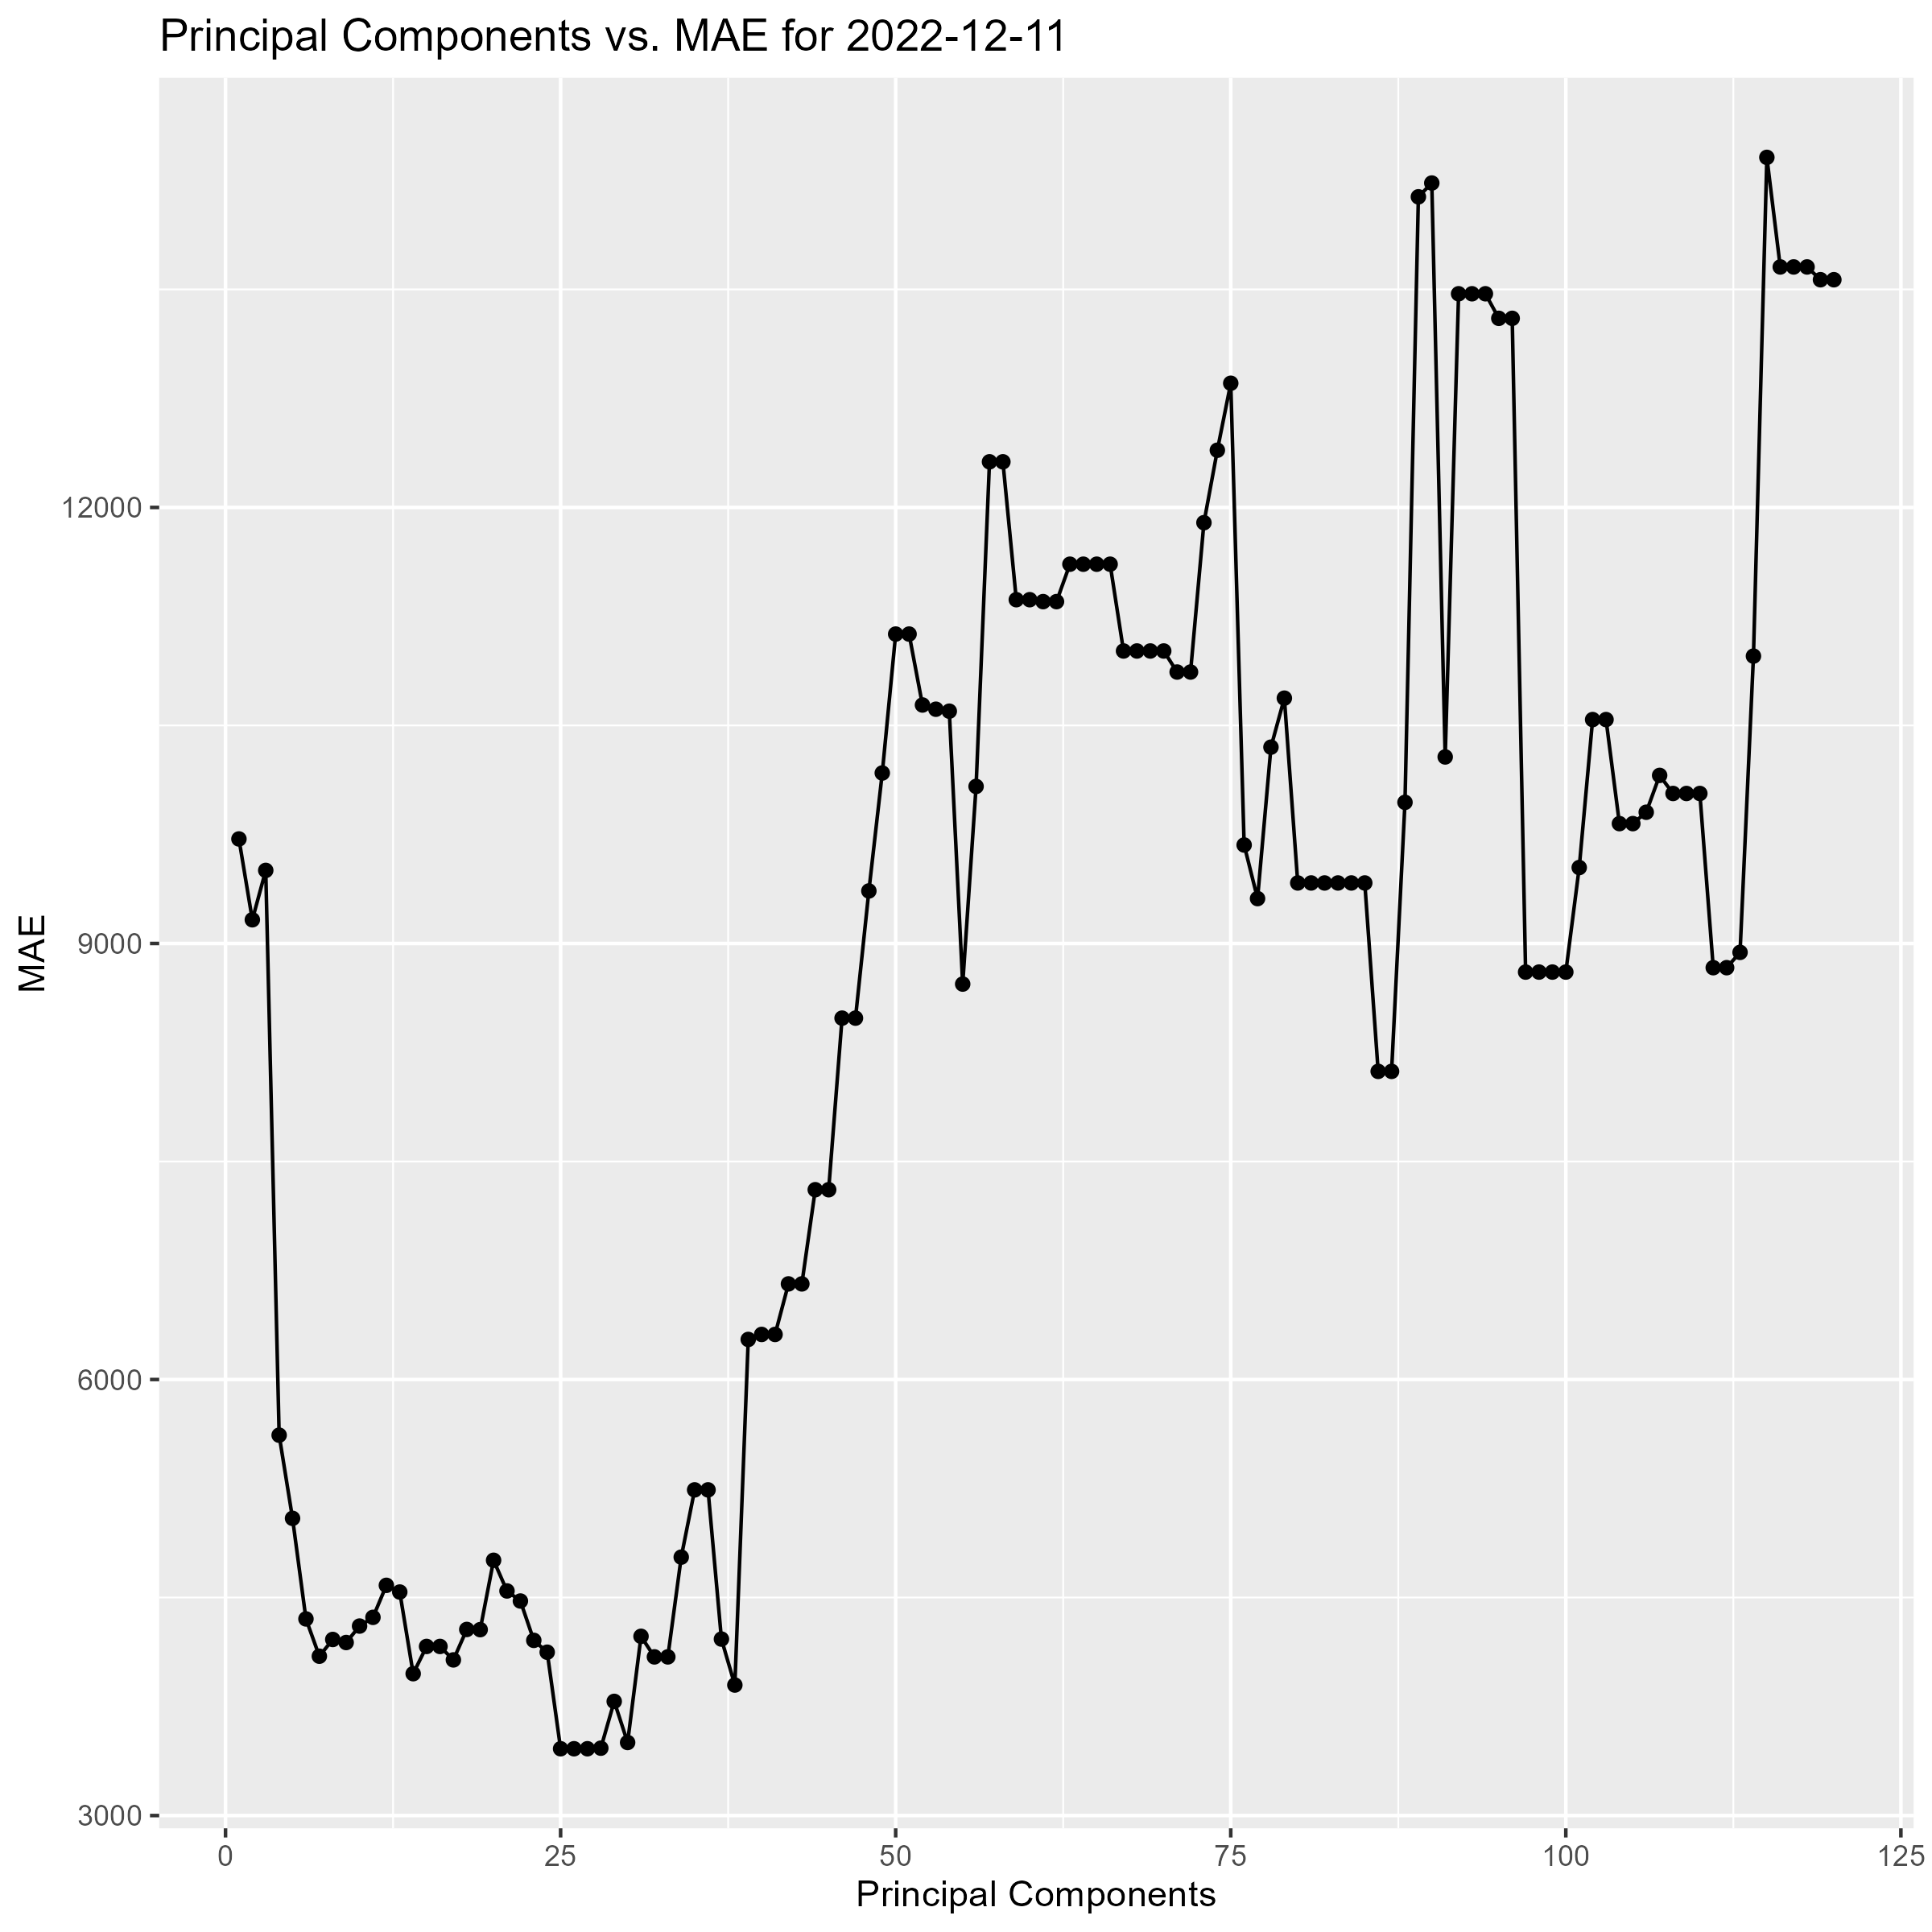 Principal Components vs. MAE for 2022-12-11
MAE
12000
9000
6000
3000
0 25 50 75 100 125
Principal Components